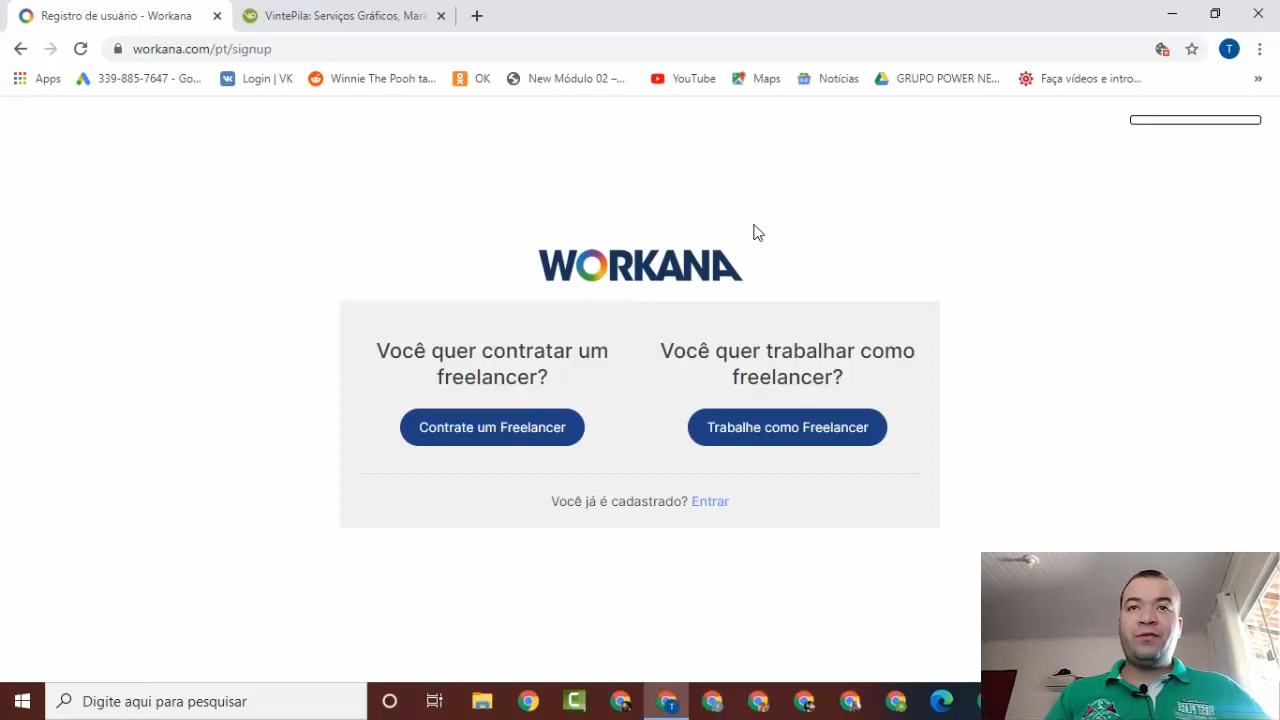 Registro de usuário - Workana
VintePila: Serviços Gráficos, Mark
workana.com/pt/signup
T
Apps
339-885-7647 - Go...
Login | VK
Winnie The Pooh ta...
OK
New Módulo 02 –...
YouTube
Maps
Notícias
GRUPO POWER NE...
Faça vídeos e intro...
»
WORKANA
Você quer contratar um
freelancer?
Contrate um Freelancer
Você quer trabalhar como
freelancer?
Trabalhe como Freelancer
Você já é cadastrado? Entrar
Digite aqui para pesquisar